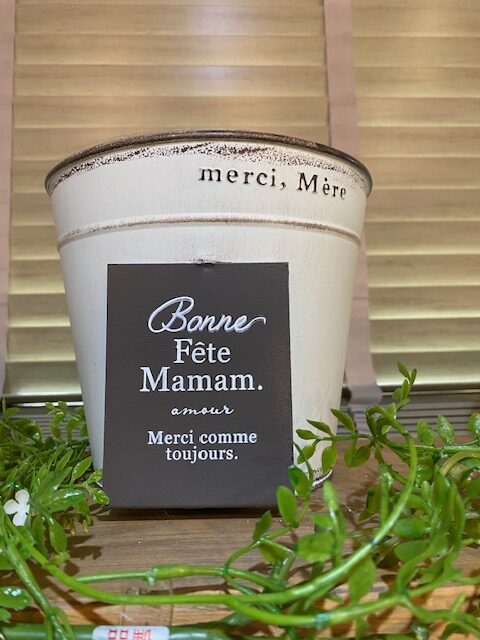 merci, Mère
Bonne
Fête
Mamam.
amour
Merci comme
toujours.